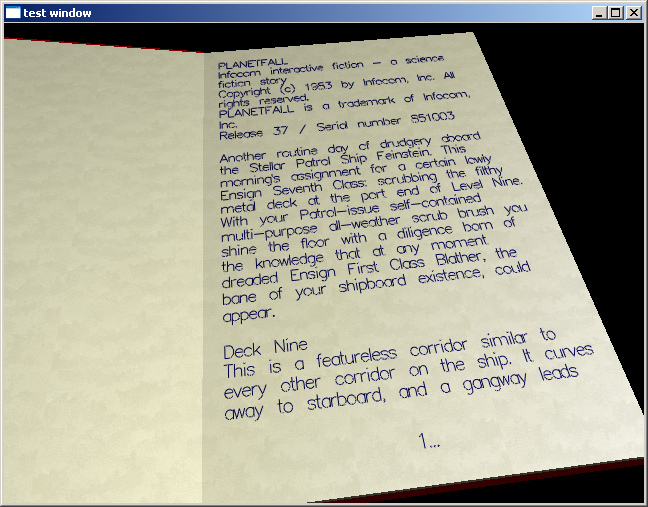 test window
PLANETFALL
Infocom interactive fiction - a science
fiction story
Copyright (c) 1983 by Infocom, Inc. All
rights reserved.
PLANETFALL is a trademark of Infocom,
Inc.
Release 37 / Serial number 851003
Another routine day of drudgery aboard
the Stellar Patrol Ship Feinstein. This
morning's assignment for a certain lowly
Ensign Seventh Class: scrubbing the filthy
metal deck at the port end of Level Nine.
With your Patrol-issue self-contained
multi-purpose all-weather scrub brush you
shine the floor with a diligence born of
the knowledge that at any moment
dreaded Ensign First Class Blather, the
bane of your shipboard existence, could
appear.
Deck Nine
This is a featureless corridor similar to
every other corridor on the ship. It curves
away to starboard, and a gangway leads
1...